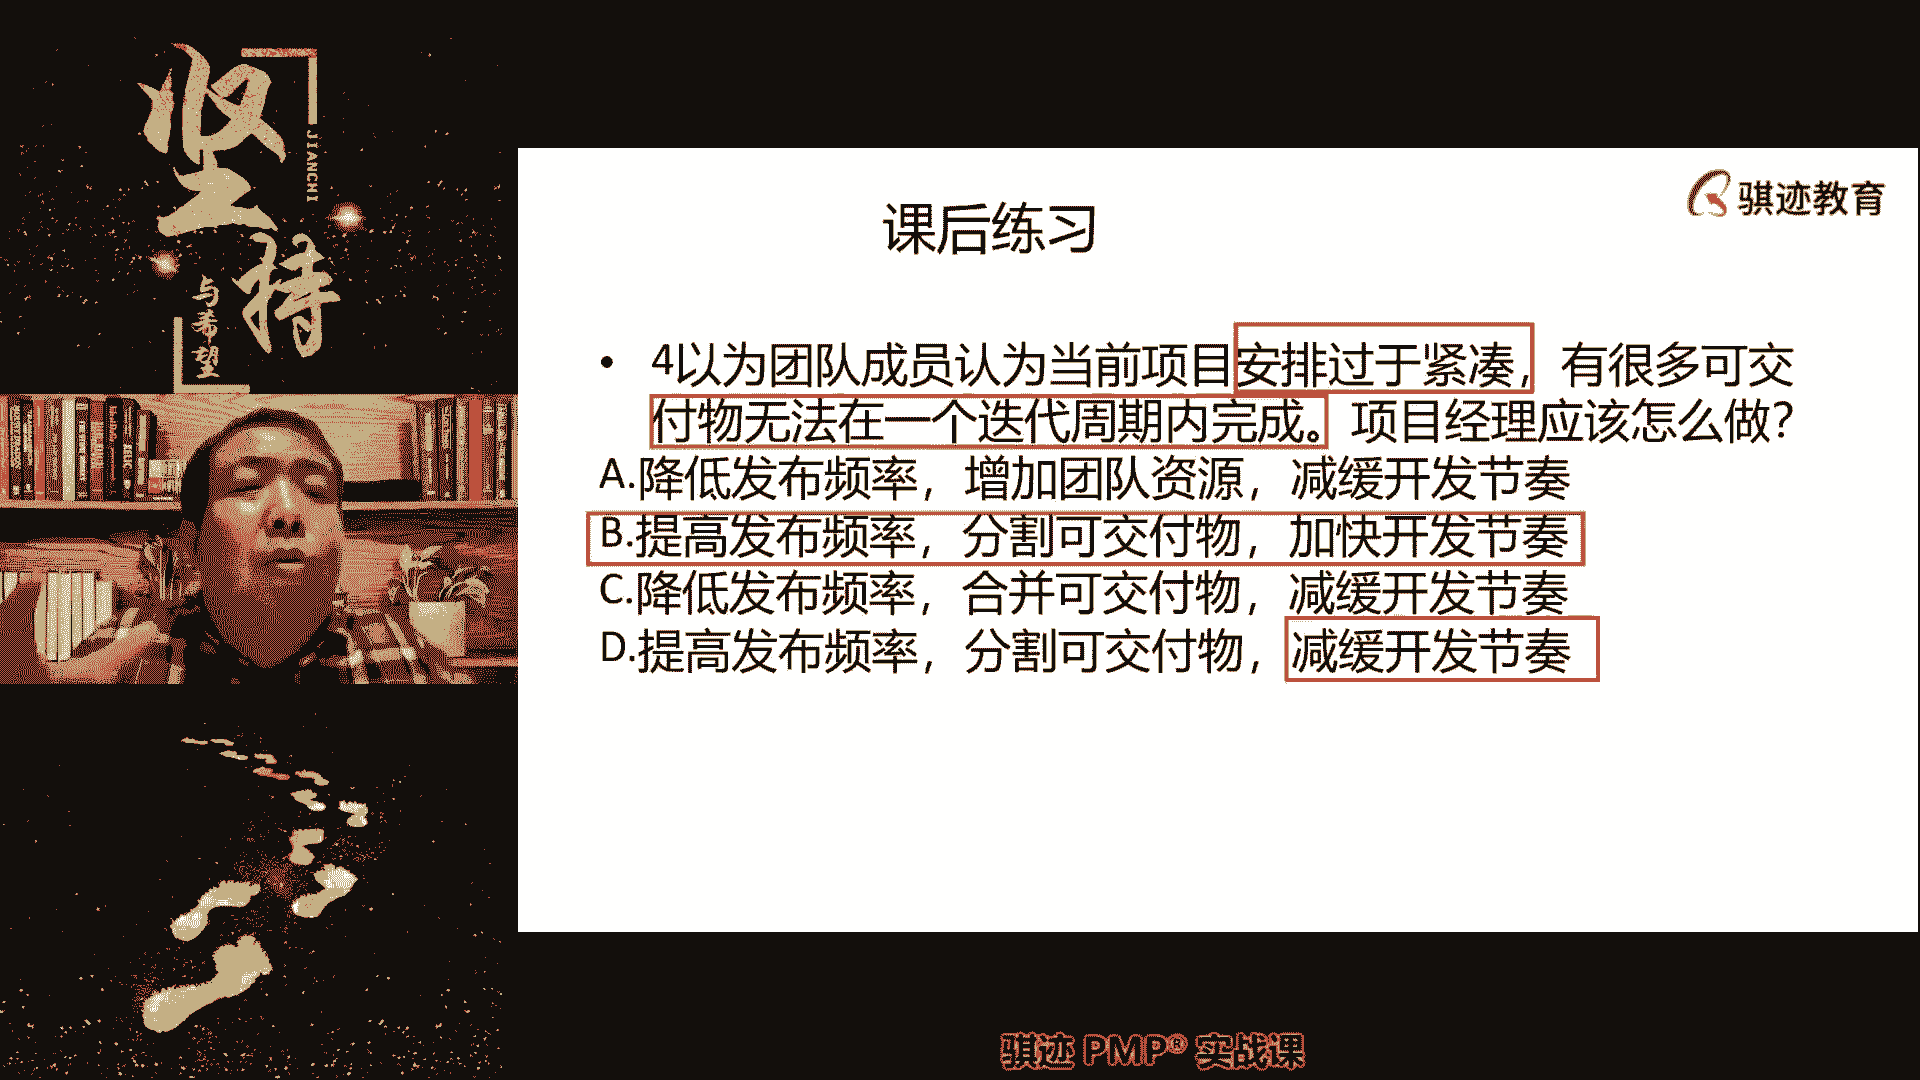 坚持
JIANCHI
与希望
骐迹教育
课后练习
• 4以为团队成员认为当前项目安排过于紧凑，有很多可交
付物无法在一个迭代周期内完成。项目经理应该怎么做？
A.降低发布频率，增加团队资源，减缓开发节奏
B.提高发布频率，分割可交付物，加快开发节奏
C.降低发布频率，合并可交付物，减缓开发节奏
D.提高发布频率，分割可交付物，减缓开发节奏
骐迹 PMP® 实战课